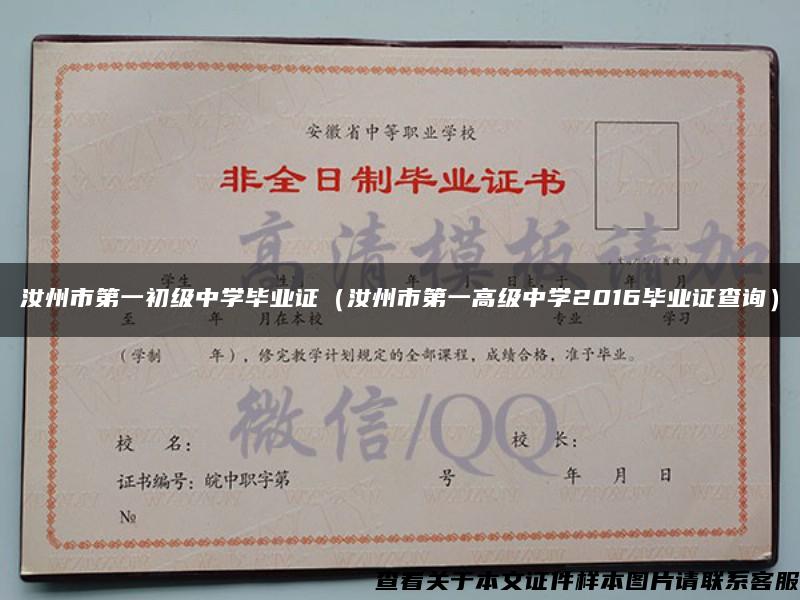 安徽省中等职业学校
非全日制毕业证书
高清模板请加
汝州市第一初级中学毕业证（汝州市第一高级中学2016毕业证查询）
至 年 月在本校 专业 学习
（学制 年），修完教学计划规定的全部课程，成绩合格，准予毕业。
微信/QQ
校 名： 校 长：
证书编号：皖中职字第 号 年 月 日
№
查看关于本文证件样本图片请联系客服